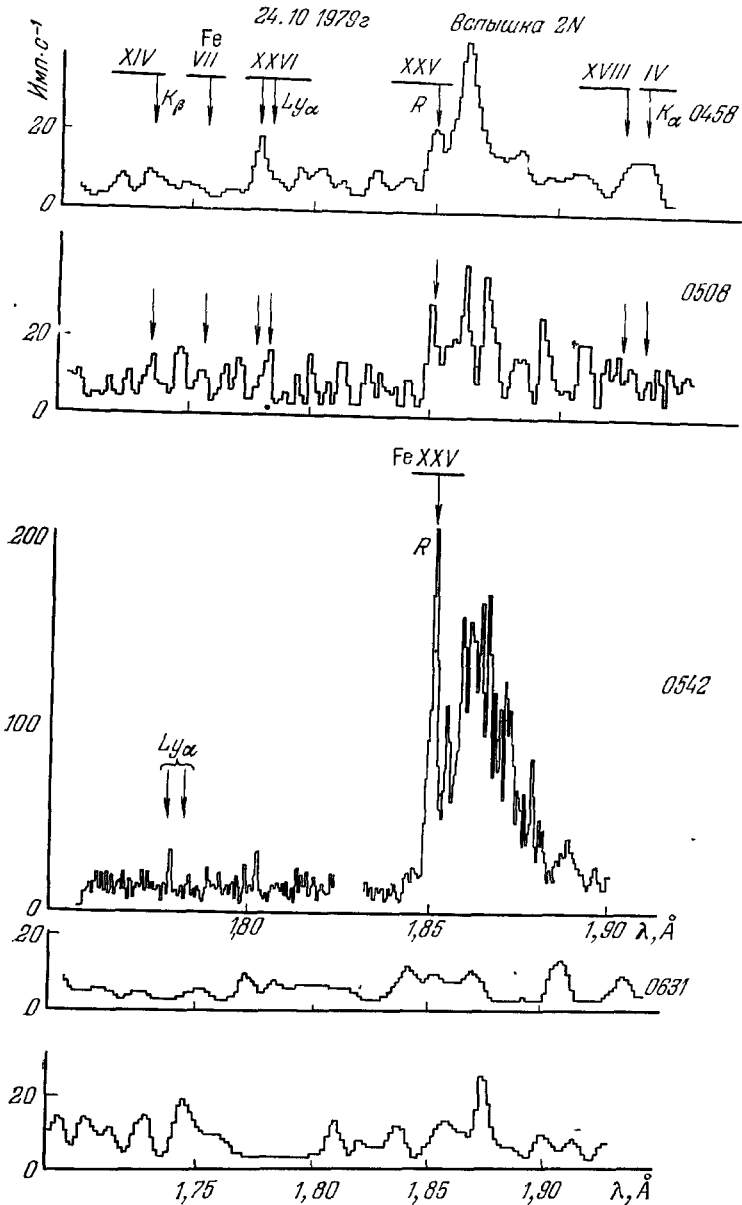 24.10 1979г Вспышка 2N
Имп·с⁻¹
Fe
XIV VII XXVI XXV XVIII IV
Kβ Lyα R Kα 0458
20
0
0508
20
0
Fe XXV
R
200
0542
100
Lyα
0
1,80 1,85 1,90 λ, Å
20
0
0631
20
0
1,75 1,80 1,85 1,90 λ, Å